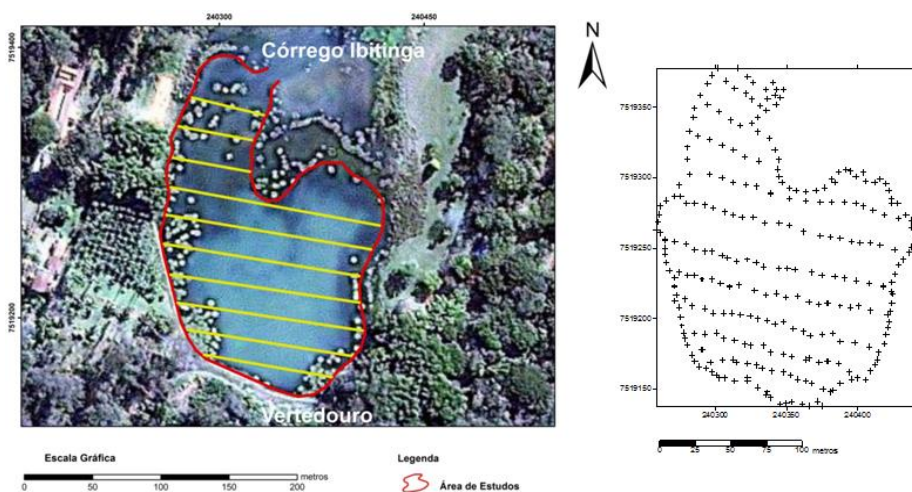 240300 240450
7519400
Córrego Ibitinga
7519200
Vertedouro
Escala Gráfica
0 50 100 150 200 metros
Legenda
Área de Estudos
N
7519350
7519300
7519250
7519200
7519150
240300 240350 240400
0 25 50 75 100 metros